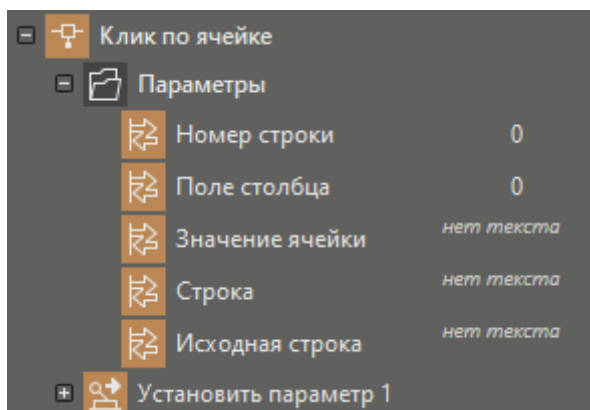 Клик по ячейке
Параметры
Номер строки 0
Поле столбца 0
Значение ячейки нет текста
Строка нет текста
Исходная строка нет текста
Установить параметр 1